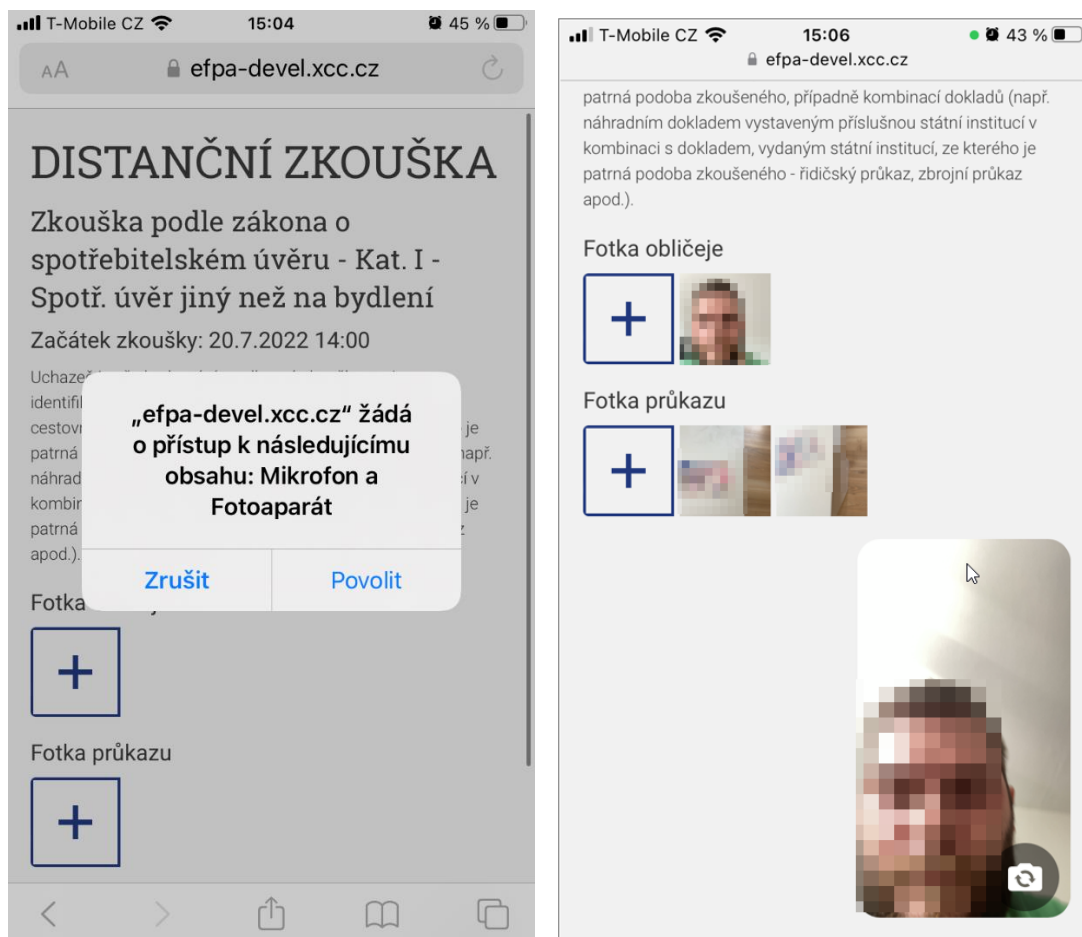 T-Mobile CZ 15:04 45 %
AA efpa-devel.xcc.cz
DISTANČNÍ ZKOUŠKA
Zkouška podle zákona o
spotřebitelském úvěru - Kat. I -
Spotř. úvěr jiný než na bydlení
Začátek zkoušky: 20.7.2022 14:00
„efpa-devel.xcc.cz“ žádá
o přístup k následujícímu
obsahu: Mikrofon a
Fotoaparát
Zrušit Povolit
patrná
apod.).
Fotka
Fotka průkazu
T-Mobile CZ 15:06 43 %
efpa-devel.xcc.cz
patrná podoba zkoušeného, případně kombinací dokladů (např.
náhradním dokladem vystaveným příslušnou státní institucí v
kombinaci s dokladem, vydaným státní institucí, ze kterého je
patrná podoba zkoušeného - řidičský průkaz, zbrojní průkaz
apod.).
Fotka obličeje
Fotka průkazu